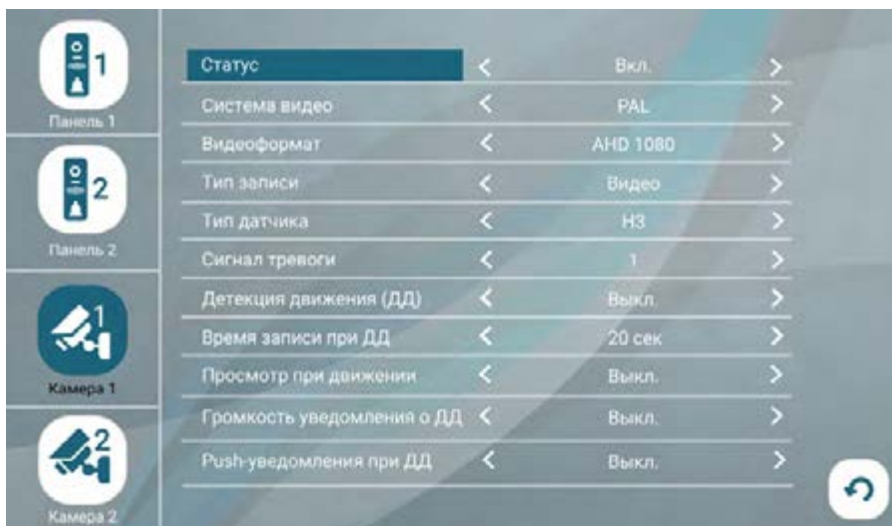 1
Панель 1
2
Панель 2
1
Камера 1
2
Камера 2
Статус Вкл.
Система видео PAL
Видеоформат AHD 1080
Тип записи Видео
Тип датчика НЗ
Сигнал тревоги 1
Детекция движения (ДД) Выкл.
Время записи при ДД 20 сек
Просмотр при движении Выкл.
Громкость уведомления о ДД Выкл.
Push-уведомления при ДД Выкл.